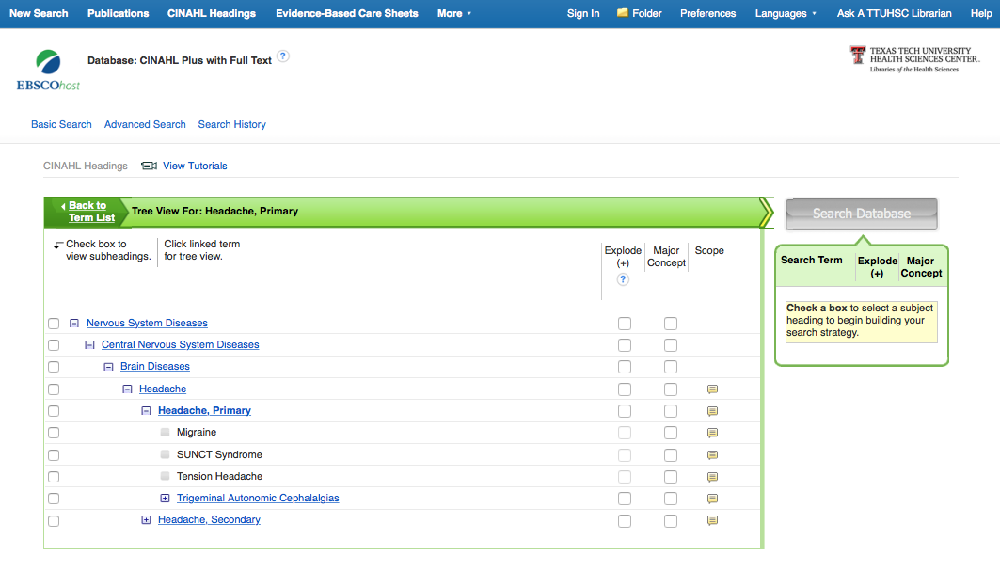 New Search Publications CINAHL Headings Evidence-Based Care Sheets More Sign In Folder Preferences Languages Ask A TTUHSC Librarian Help
EBSCOhost
Database: CINAHL Plus with Full Text ?
TEXAS TECH UNIVERSITY
HEALTH SCIENCES CENTER.
Libraries of the Health Sciences
Basic Search Advanced Search Search History
CINAHL Headings View Tutorials
Back to
Term List
Tree View For: Headache, Primary
Check box to
view subheadings.
Click linked term
for tree view.
Explode
(+)
?
Major
Concept
Scope
Nervous System Diseases
Central Nervous System Diseases
Brain Diseases
Headache
Headache, Primary
Migraine
SUNCT Syndrome
Tension Headache
Trigeminal Autonomic Cephalalgias
Headache, Secondary
Search Database
Search Term
Explode
(+)
Major
Concept
Check a box to select a subject
heading to begin building your
search strategy.